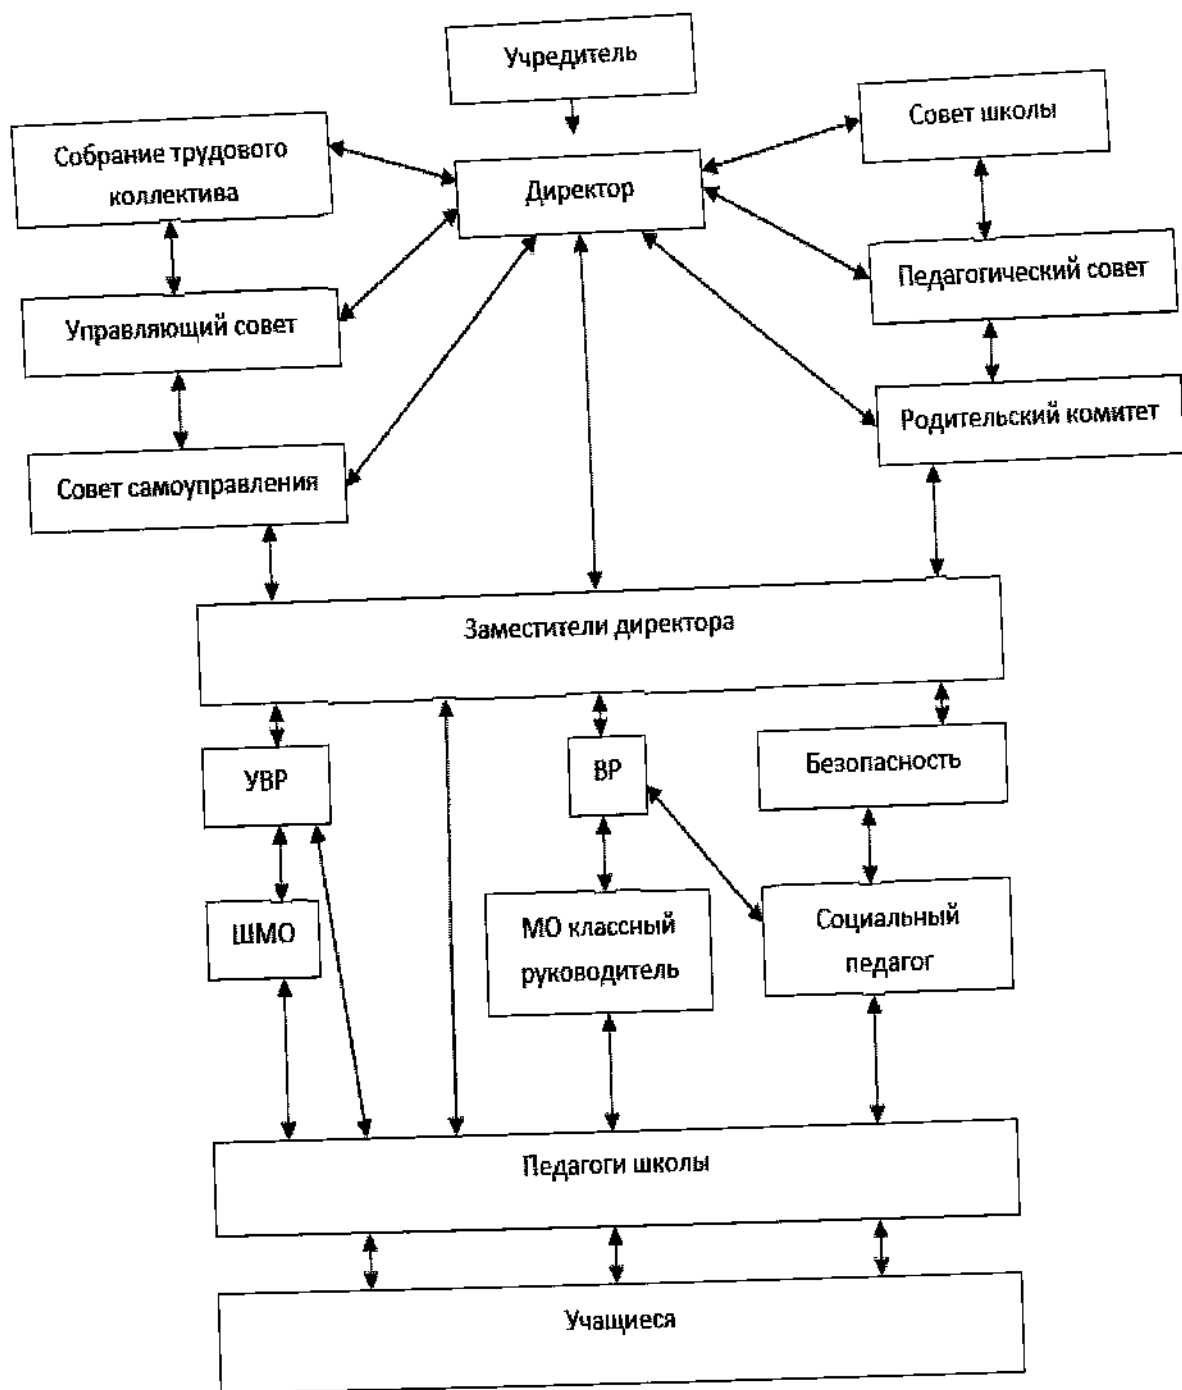 Учредитель
Совет школы
Собрание трудового
коллектива
Директор
Педагогический совет
Управляющий совет
Родительский комитет
Совет самоуправления
Заместители директора
УВР
ВР
Безопасность
ШМО
МО классный
руководитель
Социальный
педагог
Педагоги школы
Учащиеся